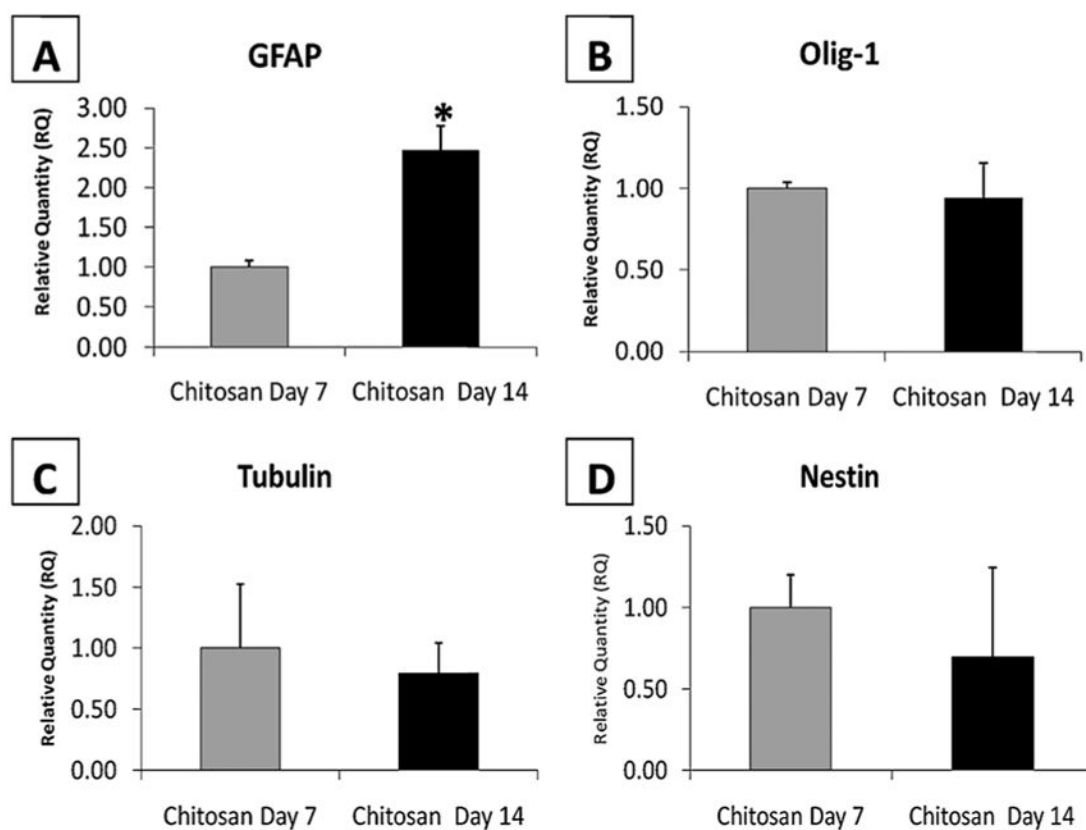 A
GFAP
Relative Quantity (RQ)
3.00
*
2.50
2.00
1.50
1.00
0.50
0.00
Chitosan Day 7 Chitosan Day 14
B
Olig-1
Relative Quantity (RQ)
1.50
1.00
0.50
0.00
Chitosan Day 7 Chitosan Day 14
C
Tubulin
Relative Quantity (RQ)
2.00
1.50
1.00
0.50
0.00
Chitosan Day 7 Chitosan Day 14
D
Nestin
Relative Quantity (RQ)
1.50
1.00
0.50
0.00
Chitosan Day 7 Chitosan Day 14